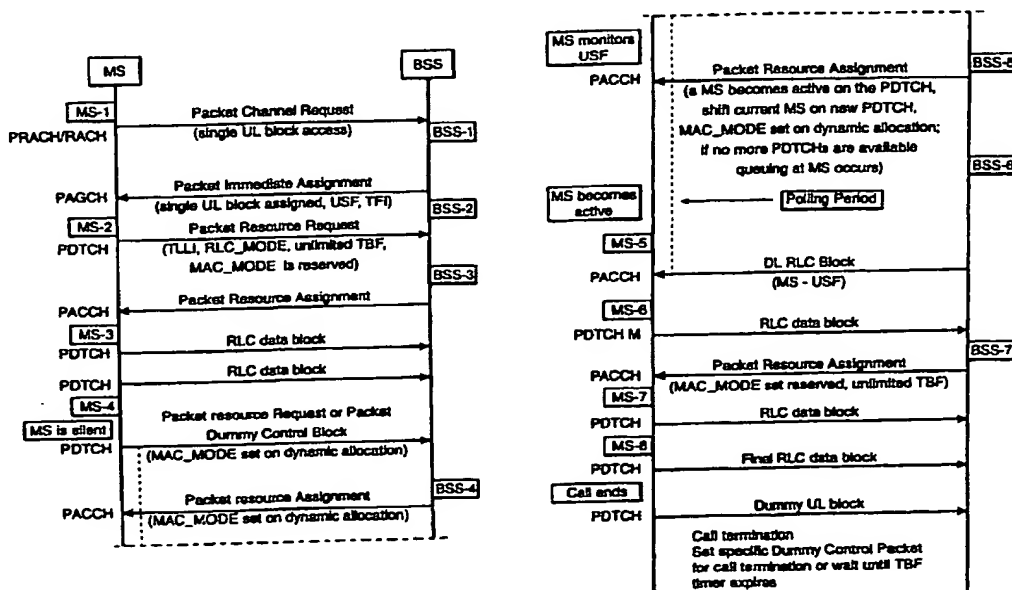 MS
BSS
MS-1
Packet Channel Request
PRACH/RACH
(single UL block access)
BSS-1
Packet Immediate Assignment
PAGCH
(single UL block assigned, USF, TFI)
BSS-2
MS-2
Packet Resource Request
PDTCH
(TLLI, RLC_MODE, unlimited TBF,
MAC_MODE is reserved)
BSS-3
Packet Resource Assignment
PACCH
MS-3
RLC data block
PDTCH
RLC data block
PDTCH
MS-4
Packet resource Request or Packet
MS is silent
Dummy Control Block
PDTCH
(MAC_MODE set on dynamic allocation)
BSS-4
Packet resource Assignment
PACCH
(MAC_MODE set on dynamic allocation)
MS monitors
USF
BSS-5
Packet Resource Assignment
PACCH
(a MS becomes active on the PDTCH,
shift current MS on new PDTCH,
MAC_MODE set on dynamic allocation;
if no more PDTCHs are available
BSS-6
queuing at MS occurs)
MS becomes
active
Polling Period
MS-5
DL RLC Block
PACCH
(MS - USF)
MS-6
RLC data block
PDTCH M
BSS-7
Packet Resource Assignment
PACCH
(MAC_MODE set reserved, unlimited TBF)
MS-7
RLC data block
PDTCH
MS-8
Final RLC data block
PDTCH
Call ends
Dummy UL block
PDTCH
Call termination
Set specific Dummy Control Packet
for call termination or wait until TBF
timer expires